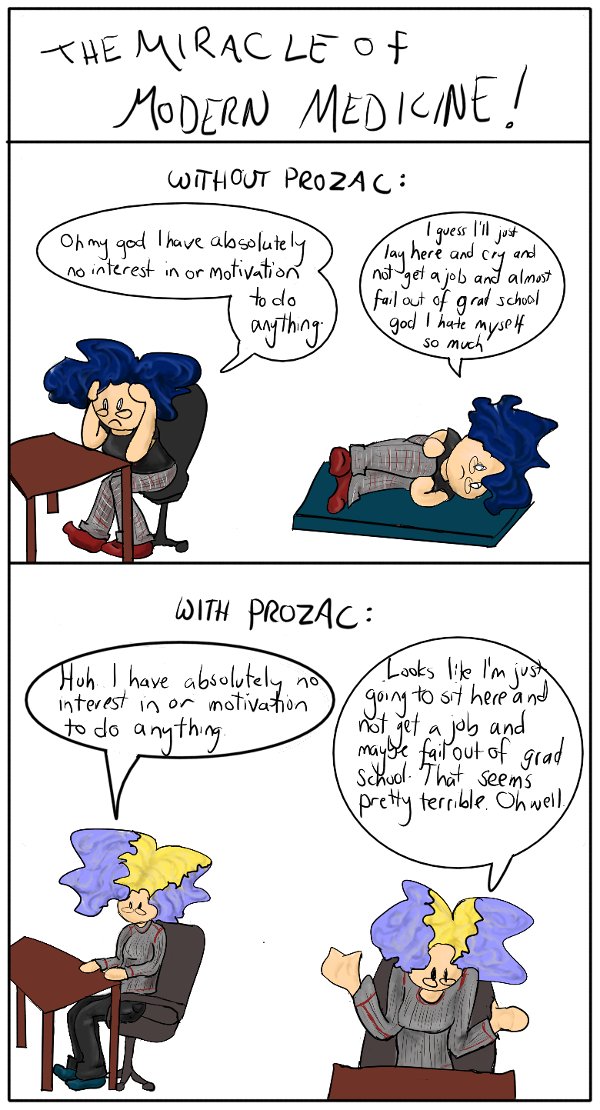 THE MIRACLE OF
MODERN MEDICINE!
WITHOUT PROZAC:
Oh my god I have absolutely
no interest in or motivation
to do
anything.
I guess I'll just
lay here and cry and
not get a job and almost
fail out of grad school
god I hate myself
so much
WITH PROZAC:
Huh. I have absolutely no
interest in or motivation
to do anything.
Looks like I'm just
going to sit here and
not get a job and
maybe fail out of grad
school. That seems
pretty terrible. Oh well.